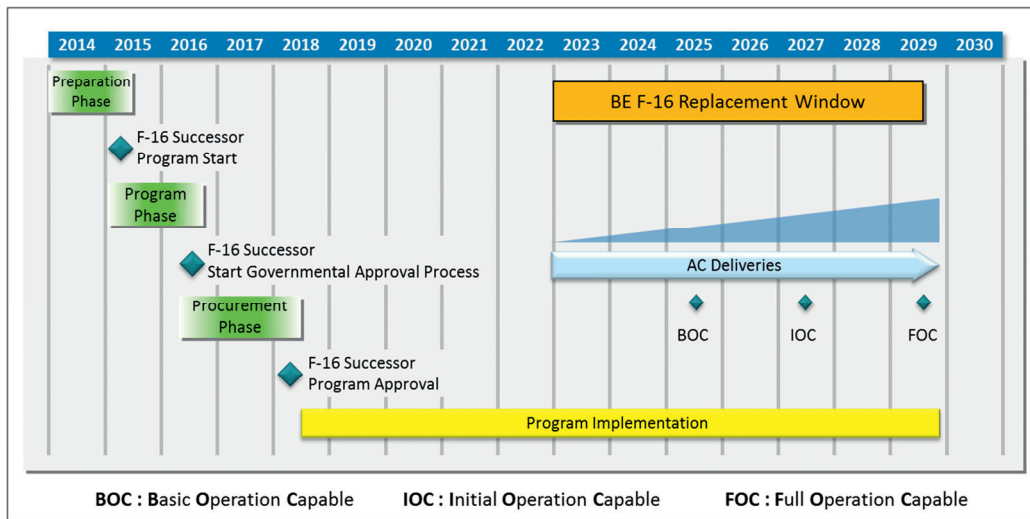 2014 2015 2016 2017 2018 2019 2020 2021 2022 2023 2024 2025 2026 2027 2028 2029 2030
Preparation
Phase
BE F-16 Replacement Window
F-16 Successor
Program Start
Program
Phase
F-16 Successor
Start Governmental Approval Process
AC Deliveries
Procurement
Phase
BOC IOC FOC
F-16 Successor
Program Approval
Program Implementation
BOC : Basic Operation Capable IOC : Initial Operation Capable FOC : Full Operation Capable